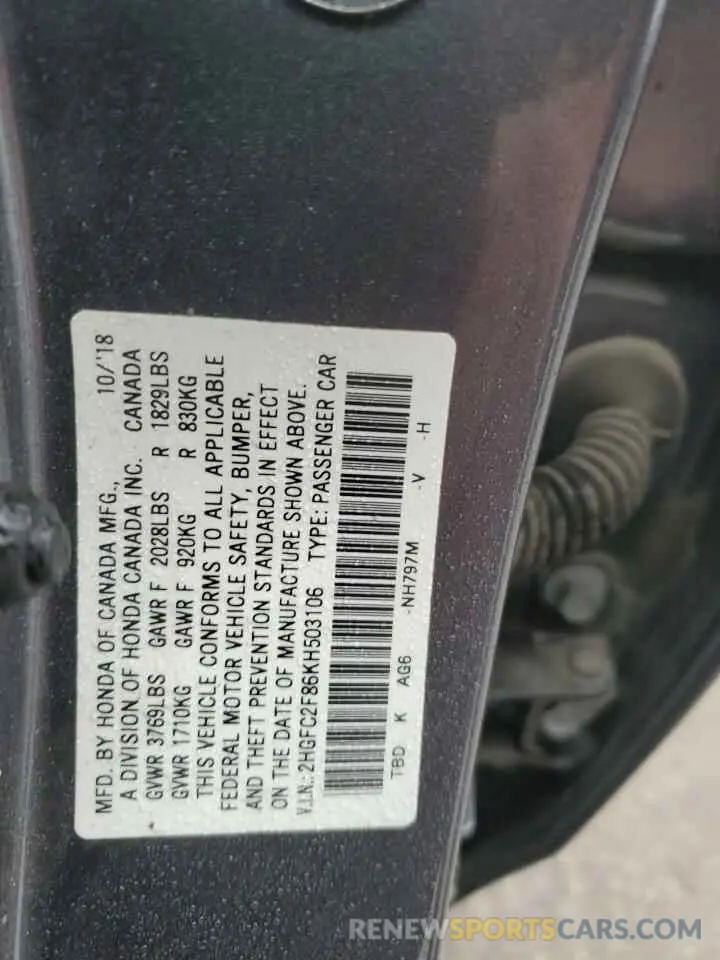 MFD. BY HONDA OF CANADA MFG., 10/'18
A DIVISION OF HONDA CANADA INC. CANADA
GVWR 3769LBS GAWR F 2028LBS R 1829LBS
GVWR 1710KG GAWR F 920KG R 830KG
THIS VEHICLE CONFORMS TO ALL APPLICABLE
FEDERAL MOTOR VEHICLE SAFETY, BUMPER,
AND THEFT PREVENTION STANDARDS IN EFFECT
ON THE DATE OF MANUFACTURE SHOWN ABOVE.
V.I.N.: 2HGFC2F86KH503106 TYPE: PASSENGER CAR
TBD K AG6 -NH797M -V -H
RENEWSPORTSCARS.COM